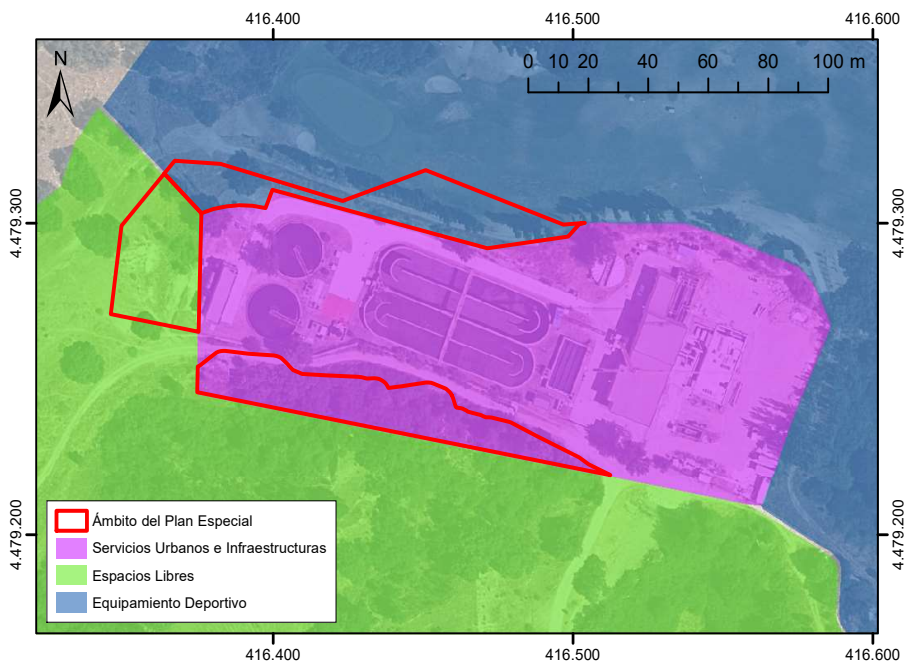 416.400 416.500 416.600
N
0 10 20 40 60 80 100 m
4.479.300 4.479.300
4.479.200 4.479.200
Ámbito del Plan Especial
Servicios Urbanos e Infraestructuras
Espacios Libres
Equipamiento Deportivo
416.400 416.500 416.600